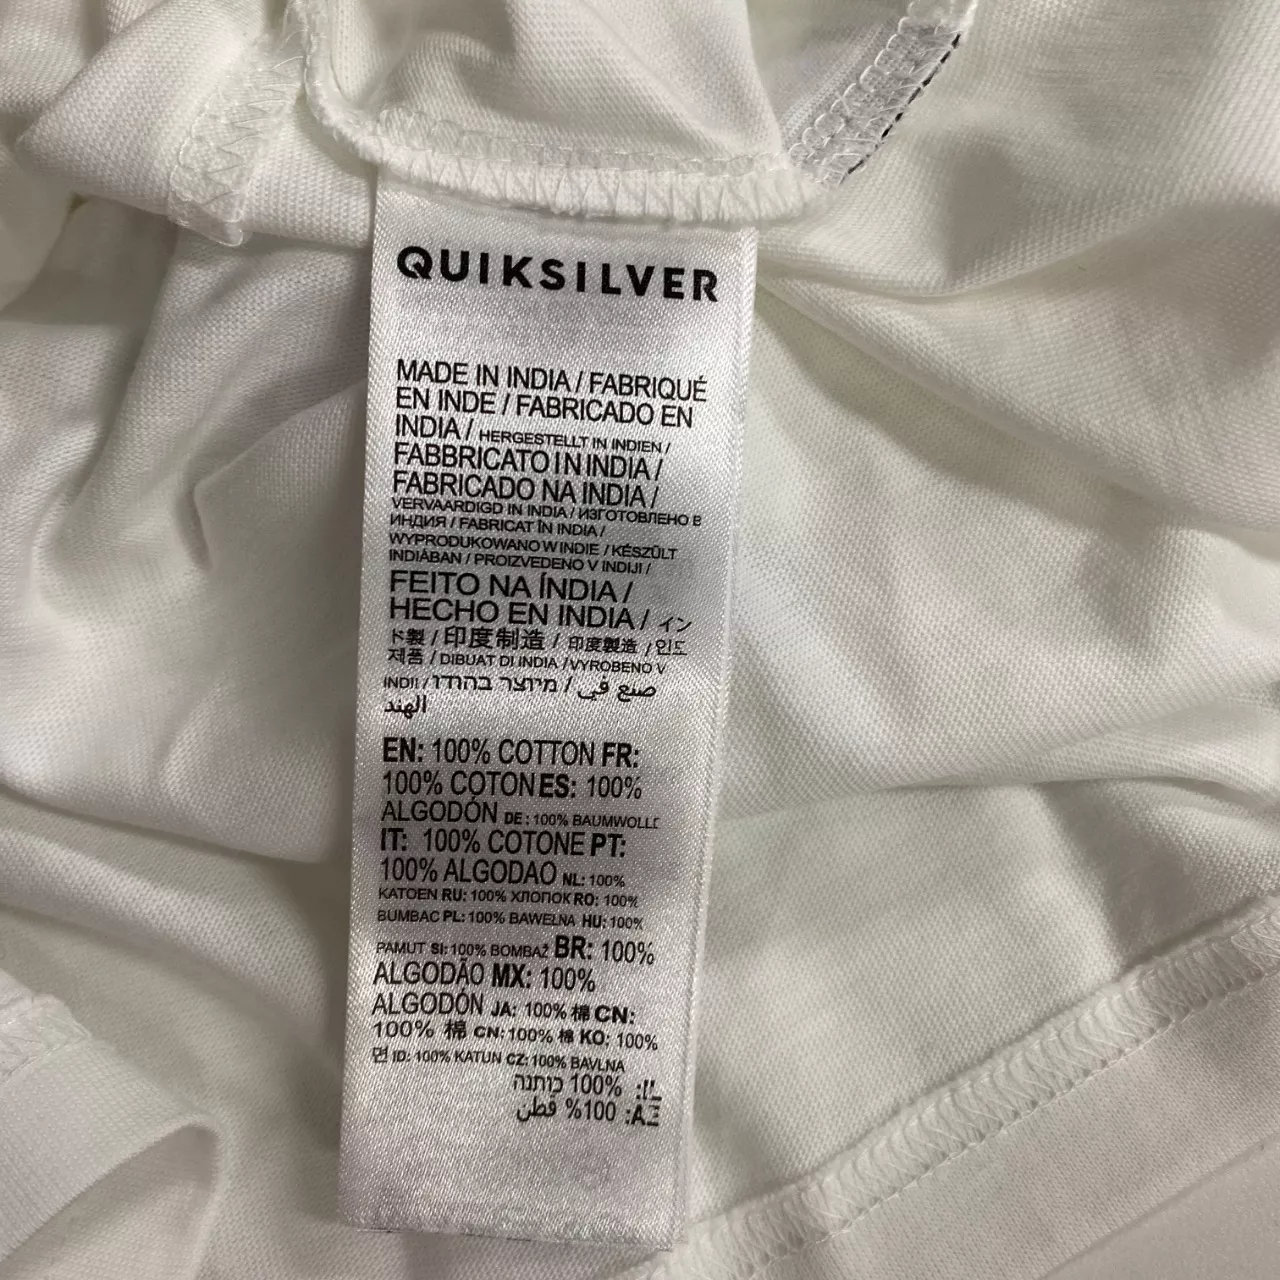 QUIKSILVER
MADE IN INDIA / FABRIQUÉ
EN INDE / FABRICADO EN
INDIA / HERGESTELLT IN INDIEN /
FABBRICATO IN INDIA /
FABRICADO NA INDIA /
VERVAARDIGD IN INDIA / ИЗГОТОВЛЕНО В
ИНДИЯ / FABRICAT ÎN INDIA /
WYPRODUKOWANO W INDIE / KÉSZÜLT
INDIÁBAN / PROIZVEDENO V INDIJI /
FEITO NA ÍNDIA /
HECHO EN INDIA / イン
ド製 / 印度制造 / 印度製造 / 인도
제품 / DIBUAT DI INDIA / VYROBENO V
INDII / מיוצר בהודו / صنع في
الهند
EN: 100% COTTON FR:
100% COTON ES: 100%
ALGODÓN DE: 100% BAUMWOLLE
IT: 100% COTONE PT:
100% ALGODAO NL: 100%
KATOEN RU: 100% ХЛОПОК RO: 100%
BUMBAC PL: 100% BAWEŁNA HU: 100%
PAMUT SI: 100% BOMBAŽ BR: 100%
ALGODÃO MX: 100%
ALGODÓN JA: 100% 棉 CN:
100% 棉 CN: 100% 棉 KO: 100%
면 ID: 100% KATUN CZ: 100% BAVLNA
IL: 100% כותנה
AE: 100% قطن